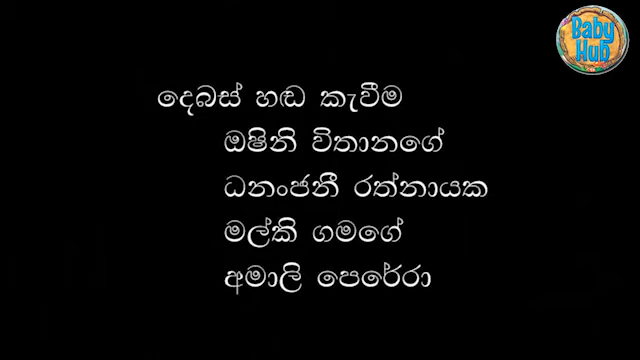 Baby
Hub
දෙබස් හඬ කැවීම
ඔෂිනි විතානගේ
ධනංජනී රත්නායක
මල්කි ගමගේ
අමාලි පෙරේරා